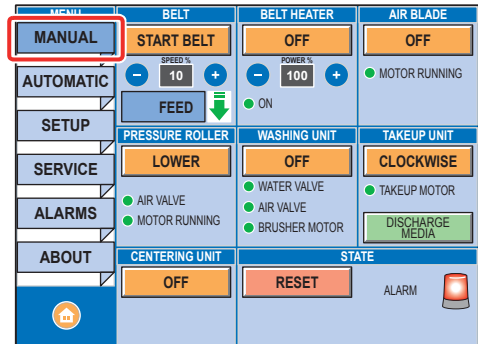 MENU
MANUAL
AUTOMATIC
SETUP
SERVICE
ALARMS
ABOUT
BELT
START BELT
SPEED %
10
FEED
BELT HEATER
OFF
POWER %
100
ON
AIR BLADE
OFF
MOTOR RUNNING
PRESSURE ROLLER
LOWER
AIR VALVE
MOTOR RUNNING
WASHING UNIT
OFF
WATER VALVE
AIR VALVE
BRUSHER MOTOR
TAKEUP UNIT
CLOCKWISE
TAKEUP MOTOR
DISCHARGE
MEDIA
CENTERING UNIT
OFF
STATE
RESET
ALARM